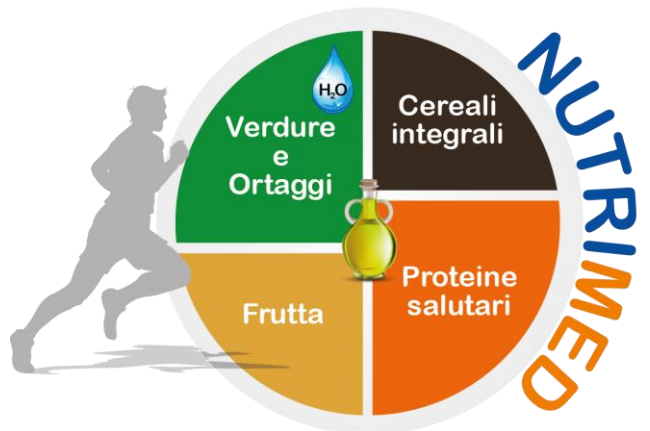 H₂O
Verdure
e
Ortaggi
Cereali
integrali
Frutta
Proteine
salutari
NUTRIMED